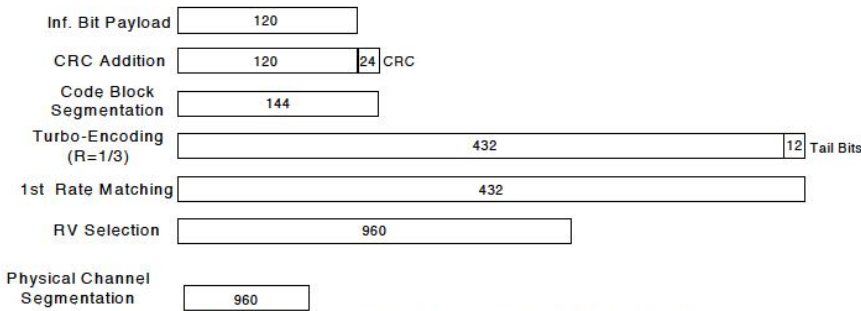 Inf. Bit Payload 120
CRC Addition 120 24 CRC
Code Block
Segmentation 144
Turbo-Encoding
(R=1/3) 432 12 Tail Bits
1st Rate Matching 432
RV Selection 960
Physical Channel
Segmentation 960